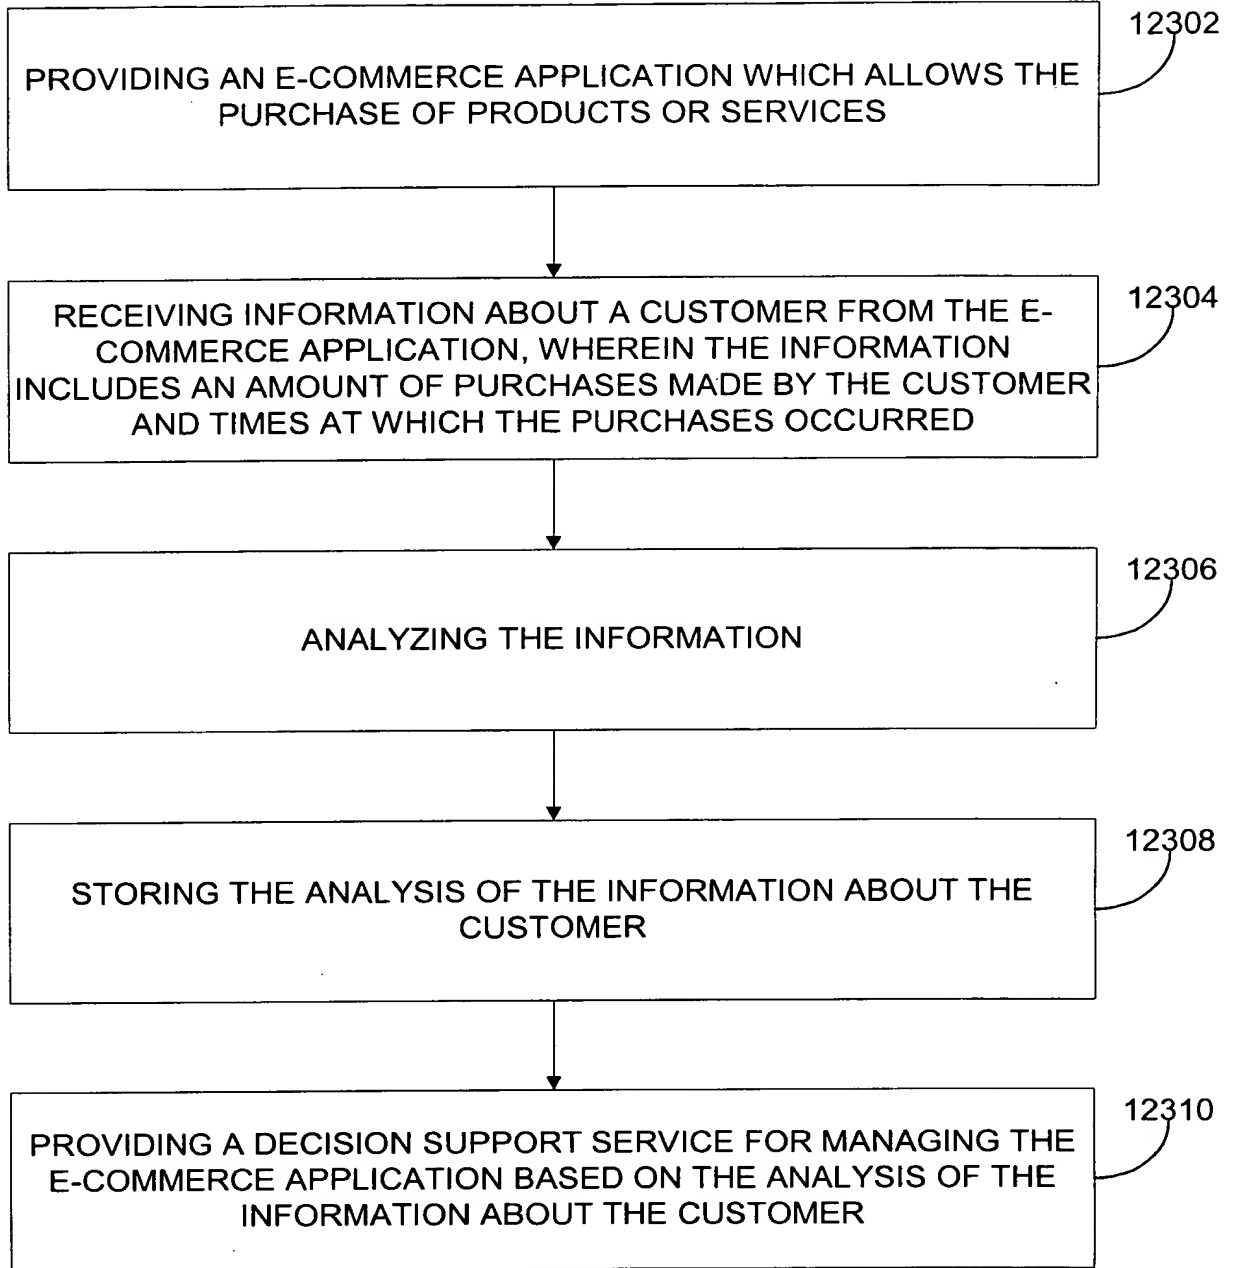 12302
PROVIDING AN E-COMMERCE APPLICATION WHICH ALLOWS THE
PURCHASE OF PRODUCTS OR SERVICES
12304
RECEIVING INFORMATION ABOUT A CUSTOMER FROM THE E-
COMMERCE APPLICATION, WHEREIN THE INFORMATION
INCLUDES AN AMOUNT OF PURCHASES MADE BY THE CUSTOMER
AND TIMES AT WHICH THE PURCHASES OCCURRED
12306
ANALYZING THE INFORMATION
12308
STORING THE ANALYSIS OF THE INFORMATION ABOUT THE
CUSTOMER
12310
PROVIDING A DECISION SUPPORT SERVICE FOR MANAGING THE
E-COMMERCE APPLICATION BASED ON THE ANALYSIS OF THE
INFORMATION ABOUT THE CUSTOMER